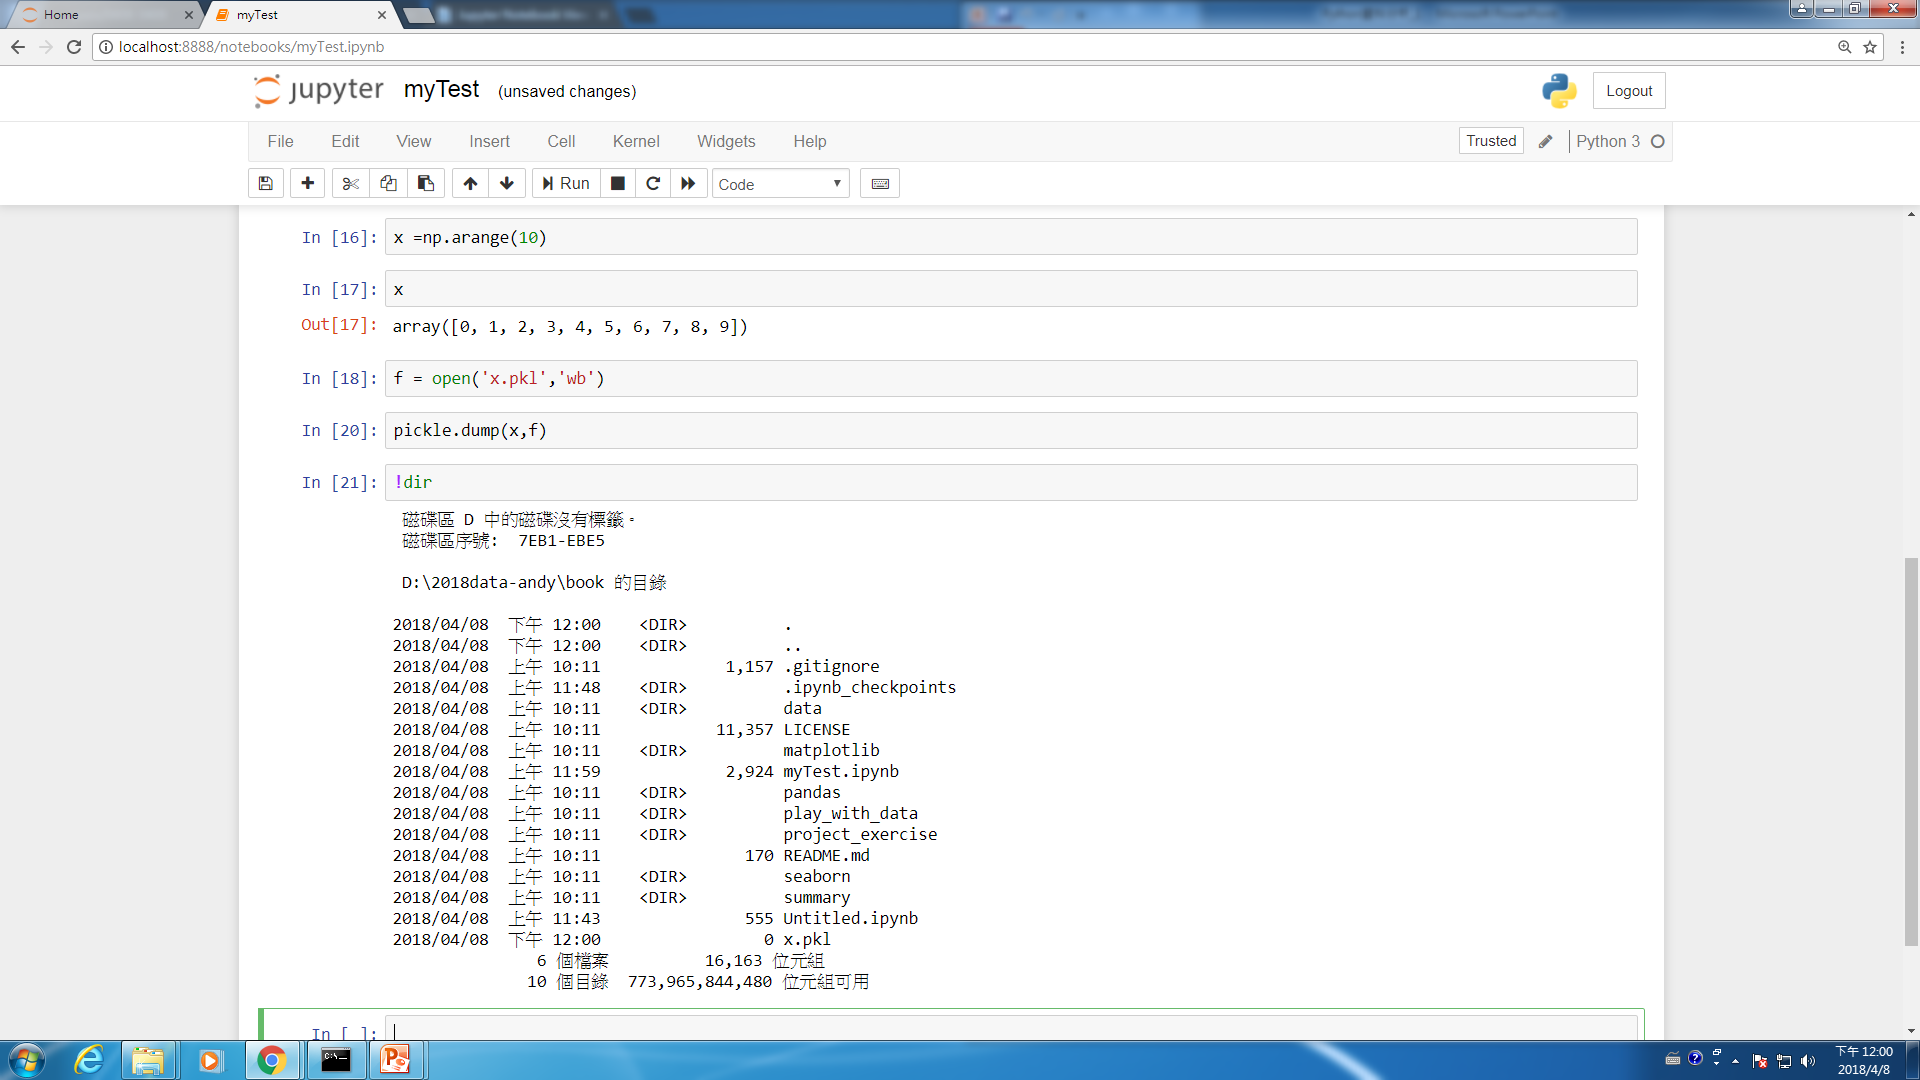 Home
myTest
localhost:8888/notebooks/myTest.ipynb
jupyter myTest (unsaved changes)
Logout
File Edit View Insert Cell Kernel Widgets Help
Trusted
Python 3
Run
Code
In [16]: x =np.arange(10)
In [17]: x
Out[17]: array([0, 1, 2, 3, 4, 5, 6, 7, 8, 9])
In [18]: f = open('x.pkl','wb')
In [20]: pickle.dump(x,f)
In [21]: !dir
磁碟區 D 中的磁碟沒有標籤。
磁碟區序號:  7EB1-EBE5
D:\2018data-andy\book 的目錄
2018/04/08  下午 12:00    <DIR>          .
2018/04/08  下午 12:00    <DIR>          ..
2018/04/08  上午 10:11             1,157 .gitignore
2018/04/08  上午 11:48    <DIR>          .ipynb_checkpoints
2018/04/08  上午 10:11    <DIR>          data
2018/04/08  上午 10:11            11,357 LICENSE
2018/04/08  上午 10:11    <DIR>          matplotlib
2018/04/08  上午 11:59             2,924 myTest.ipynb
2018/04/08  上午 10:11    <DIR>          pandas
2018/04/08  上午 10:11    <DIR>          play_with_data
2018/04/08  上午 10:11    <DIR>          project_exercise
2018/04/08  上午 10:11               170 README.md
2018/04/08  上午 10:11    <DIR>          seaborn
2018/04/08  上午 10:11    <DIR>          summary
2018/04/08  上午 11:43               555 Untitled.ipynb
2018/04/08  下午 12:00                 0 x.pkl
6 個檔案          16,163 位元組
10 個目錄  773,965,844,480 位元組可用
In [ ]:
C:\_
下午 12:00
2018/4/8